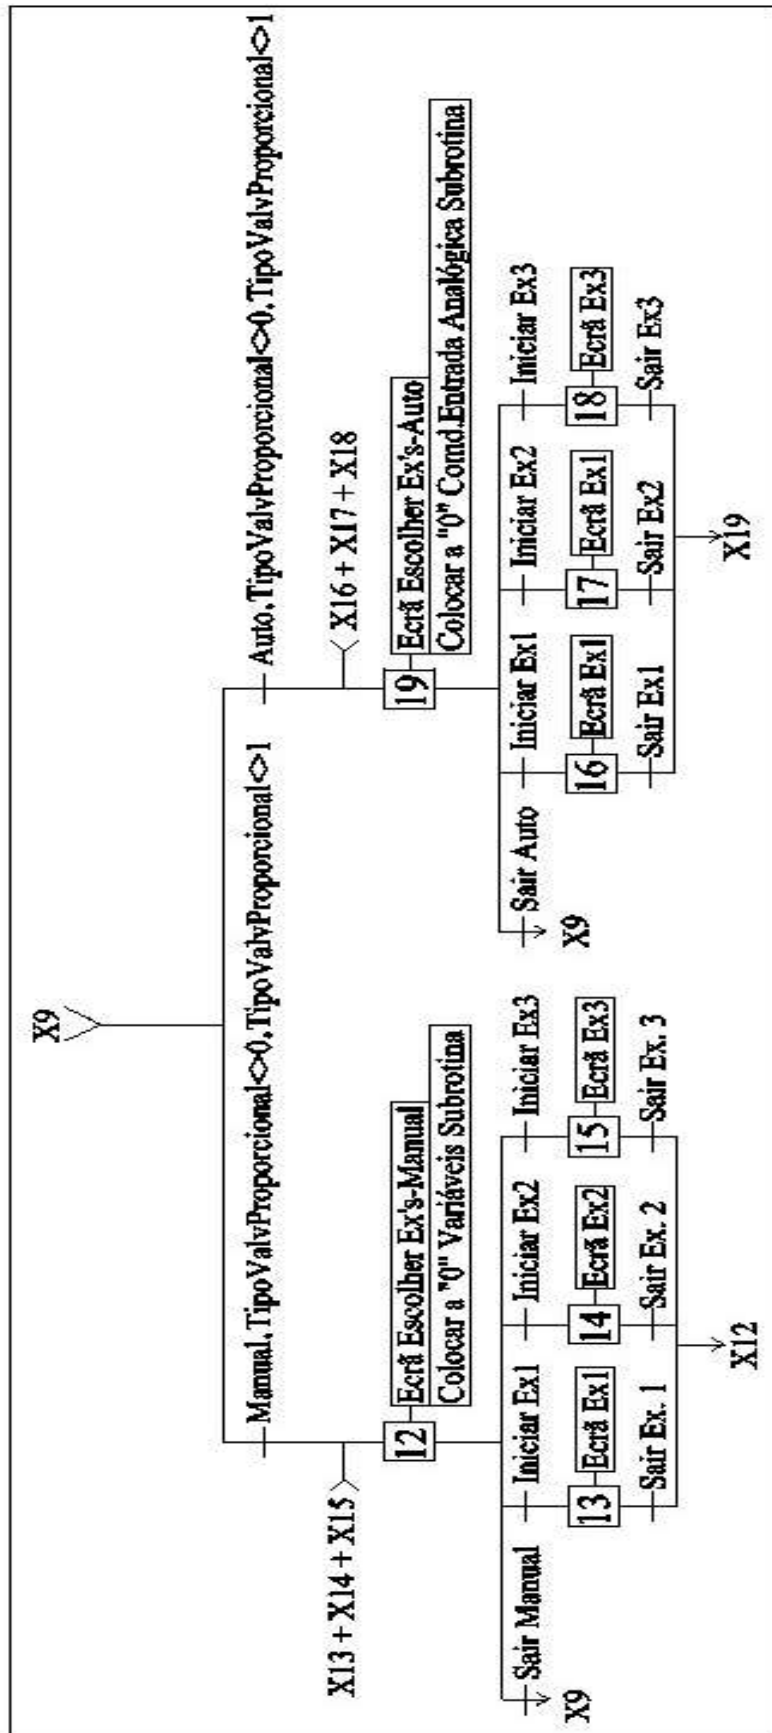 X9
Manual.TipoValvProporcional<>0.TipoValvProporcional<>1
Auto.TipoValvProporcional<>0.TipoValvProporcional<>1
X13 + X14 + X15
X16 + X17 + X18
12
Ecrã Escolher Ex's-Manual
Colocar a "0" Variáveis Subrotina
19
Ecrã Escolher Ex's-Auto
Colocar a "0" Comd.Entrada Analógica Subrotina
Sair Manual
Iniciar Ex1
Iniciar Ex2
Iniciar Ex3
Sair Auto
Iniciar Ex1
Iniciar Ex2
Iniciar Ex3
X9
13
Ecrã Ex1
14
Ecrã Ex2
15
Ecrã Ex3
X9
16
Ecrã Ex1
17
Ecrã Ex1
18
Ecrã Ex3
Sair Ex. 1
Sair Ex. 2
Sair Ex. 3
Sair Ex1
Sair Ex2
Sair Ex3
X12
X19